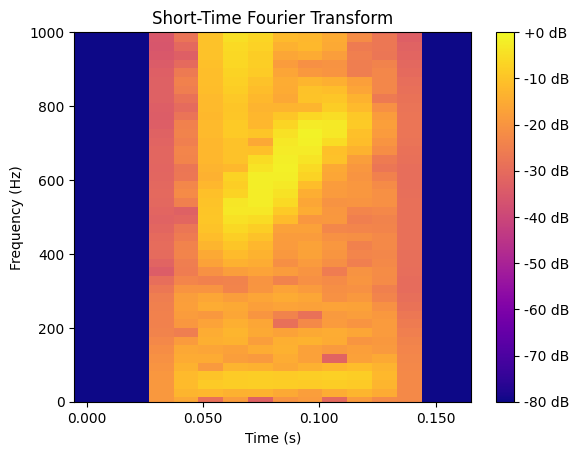 Short-Time Fourier Transform
1000
800
600
400
200
0
Frequency (Hz)
0.000
0.050
0.100
0.150
Time (s)
+0 dB
-10 dB
-20 dB
-30 dB
-40 dB
-50 dB
-60 dB
-70 dB
-80 dB